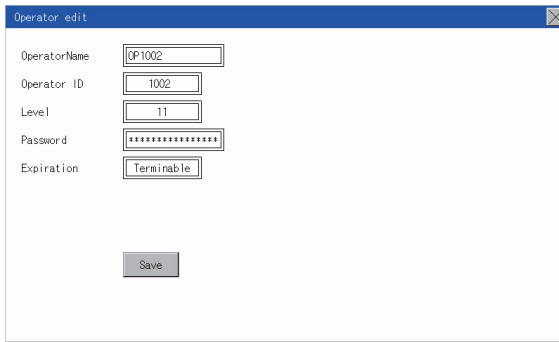 Operator edit
OperatorName OP1002
Operator ID 1002
Level 11
Password ***************
Expiration Terminable
Save